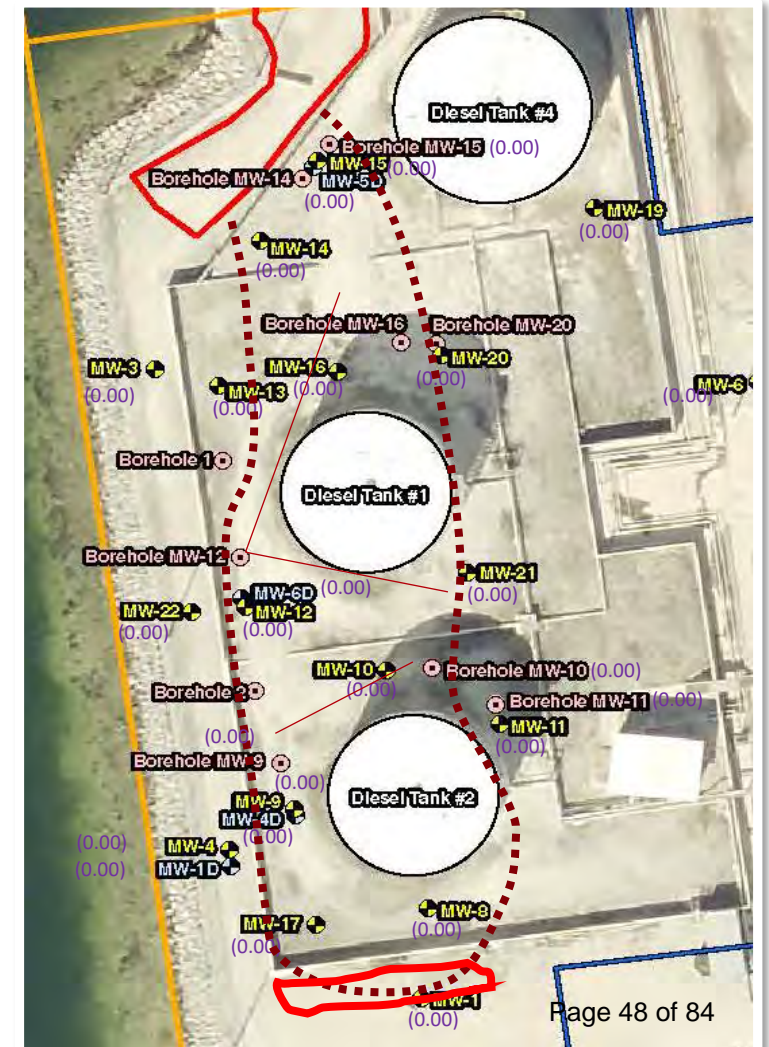 Diesel Tank #4
Borehole MW-15 (0.00)
MW-15 (0.00)
Borehole MW-14
MW-5D
(0.00)
MW-19
(0.00)
MW-14
(0.00)
Borehole MW-16
Borehole MW-20
MW-20
MW-3
(0.00)
MW-16
(0.00)
MW-13
(0.00)
(0.00)
MW-6
Borehole 1
Diesel Tank #1
Borehole MW-12
(0.00)
MW-21
(0.00)
MW-6D
MW-12
(0.00)
MW-22
(0.00)
MW-10
(0.00)
Borehole MW-10 (0.00)
Borehole 2
Borehole MW-11 (0.00)
MW-11
(0.00)
(0.00)
Borehole MW-9
(0.00)
MW-9
MW-4D
(0.00)
Diesel Tank #2
(0.00)
MW-4
(0.00)
MW-1D
MW-17
(0.00)
MW-8
(0.00)
MW-1
(0.00)
Page 48 of 84